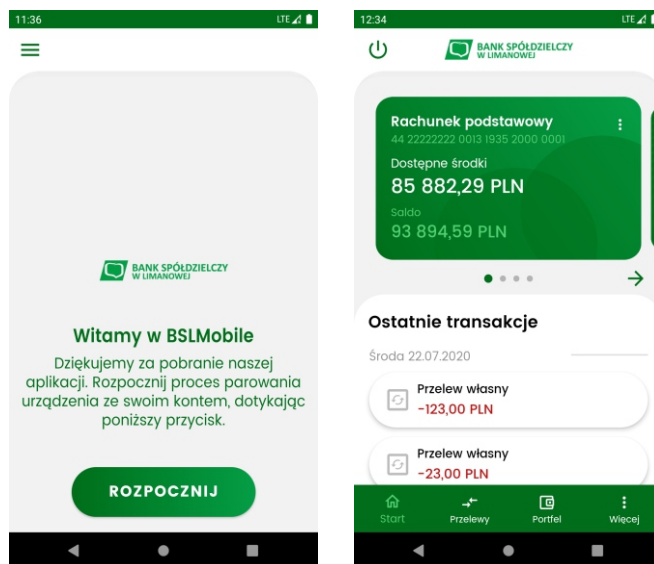 11:36
LTE
BANK SPÓŁDZIELCZY
W LIMANOWEJ
Witamy w BSLMobile
Dziękujemy za pobranie naszej
aplikacji. Rozpocznij proces parowania
urządzenia ze swoim kontem, dotykając
poniższy przycisk.
ROZPOCZNIJ
12:34
LTE
BANK SPÓŁDZIELCZY
W LIMANOWEJ
Rachunek podstawowy
44 22222222 0013 1935 2000 0001
Dostępne środki
85 882,29 PLN
Saldo
93 894,59 PLN
Ostatnie transakcje
Środa 22.07.2020
Przelew własny
-123,00 PLN
Przelew własny
-23,00 PLN
Start Przelewy Portfel Więcej